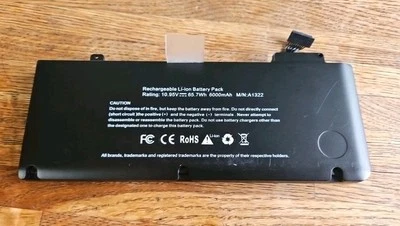 Rechargeable Li-ion Battery Pack
Rating: 10.95V 65.7Wh 6000mAh M/N:A1322
CAUTION
Do not dispose of in fire, but keep the battery away from fire. Do not directly connect
(short circuit )the positive (+) and the negative (-) terminals . Never attempt to
disassemble or reassemble the battery pack. Do not use battery chargers other than
the designated one to charge this battery pack.
CE RoHS
All brands, trademarks and registered trademarks are the property of their respective holders.